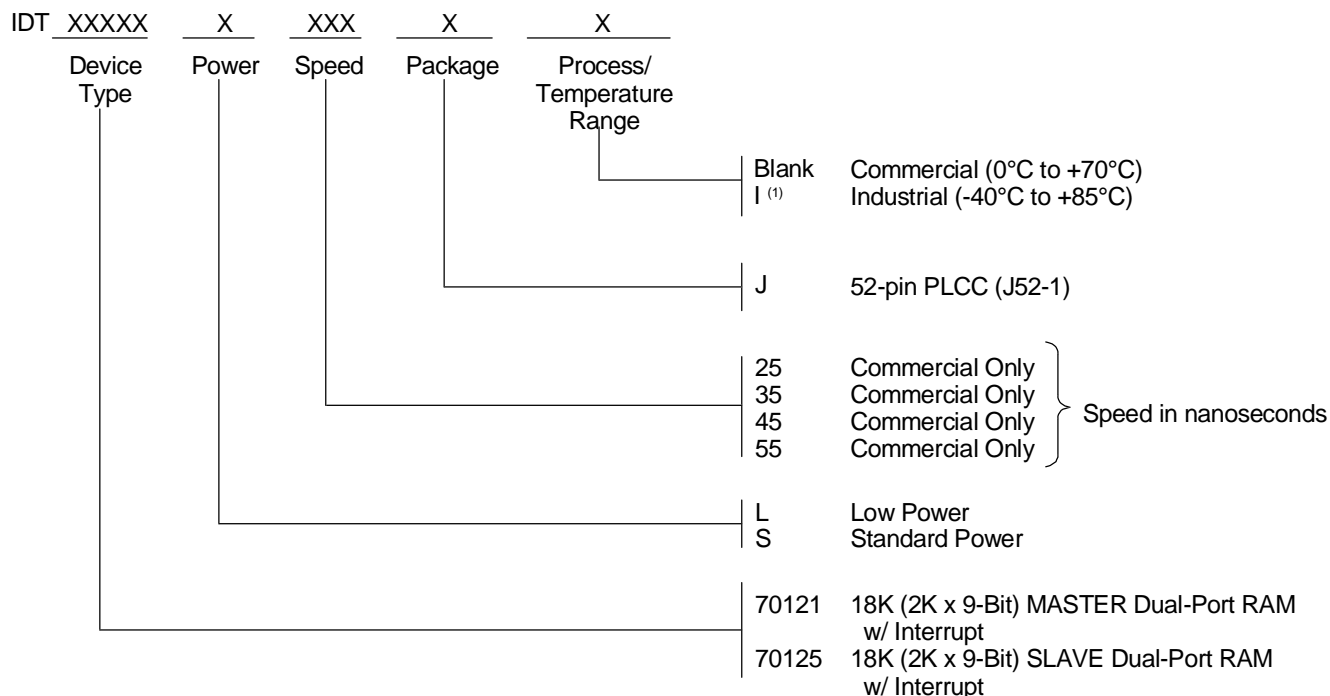 IDT XXXXX X XXX X X
Device Type Power Speed Package Process/ Temperature Range
Blank Commercial (0°C to +70°C)
I (1) Industrial (-40°C to +85°C)
J 52-pin PLCC (J52-1)
25 Commercial Only
35 Commercial Only
45 Commercial Only
55 Commercial Only
Speed in nanoseconds
L Low Power
S Standard Power
70121 18K (2K x 9-Bit) MASTER Dual-Port RAM
w/ Interrupt
70125 18K (2K x 9-Bit) SLAVE Dual-Port RAM
w/ Interrupt